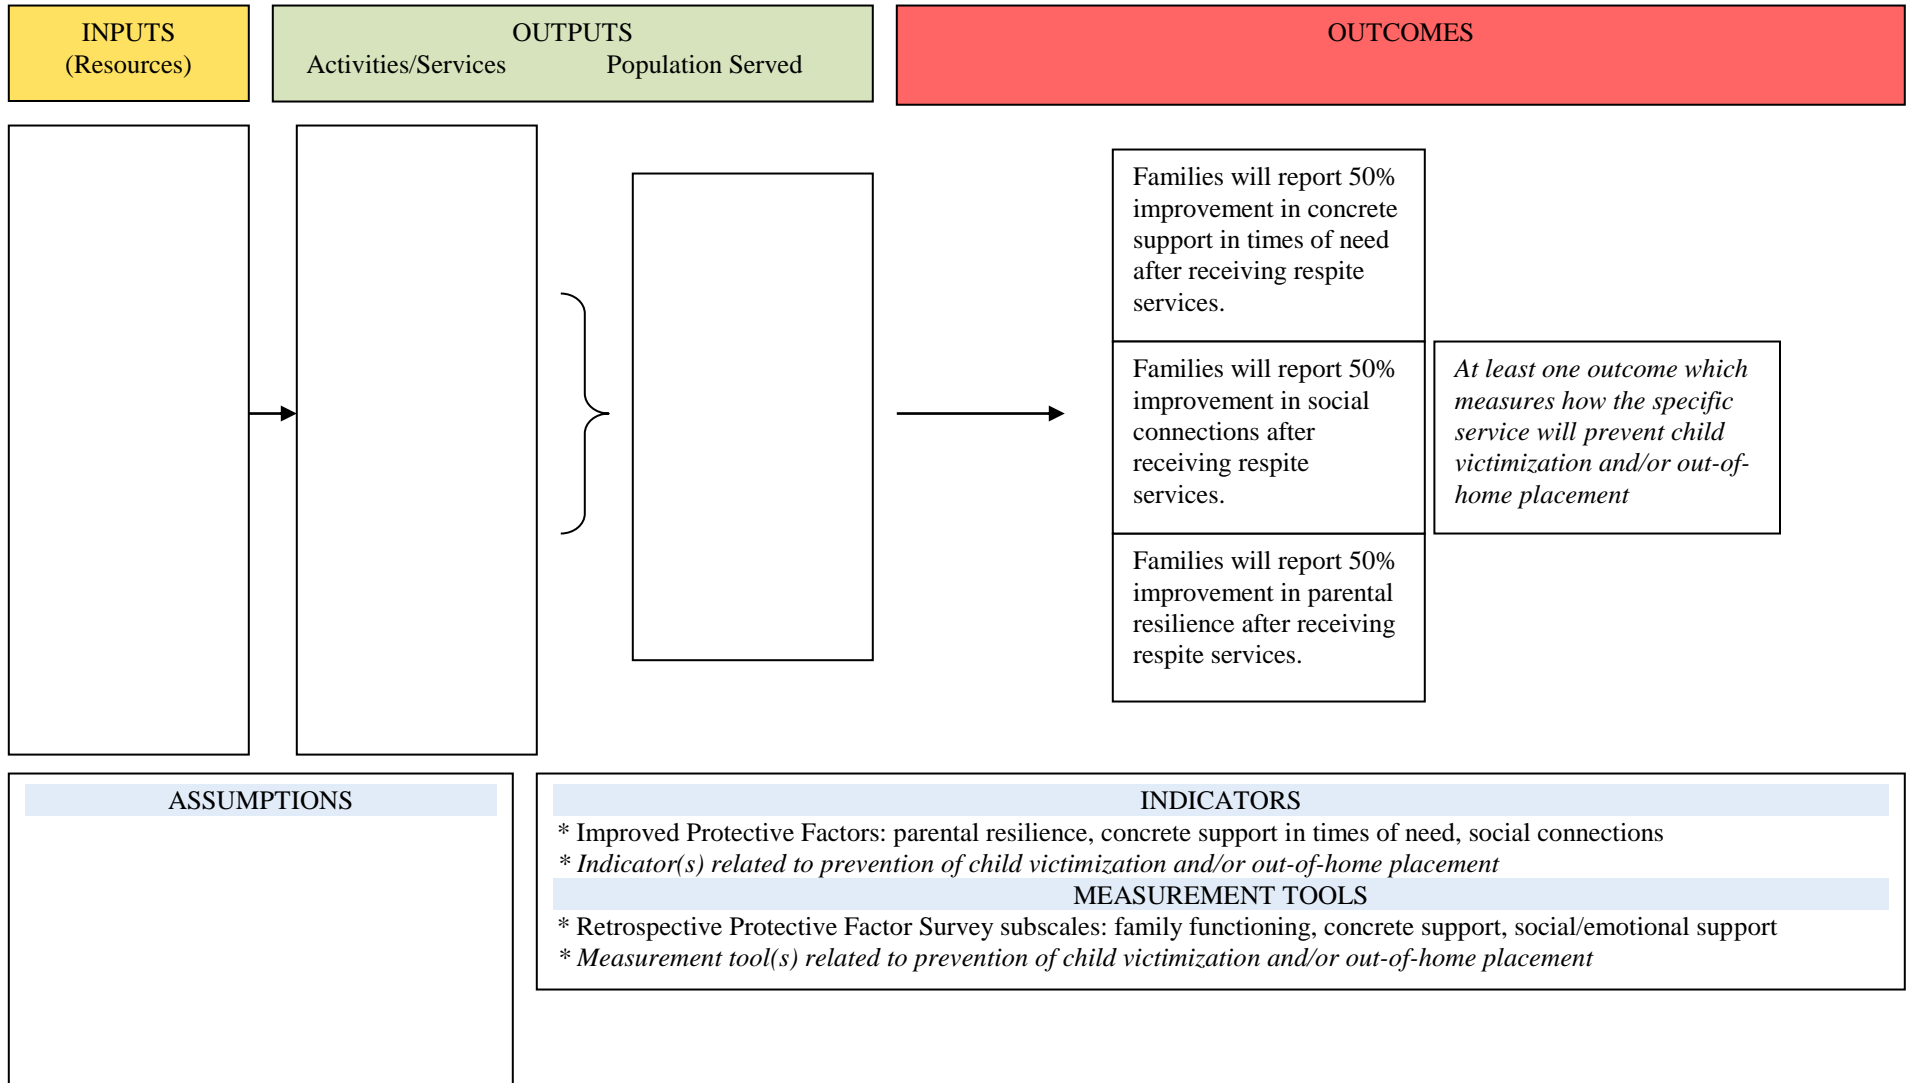 INPUTS
(Resources)
OUTPUTS
Activities/Services Population Served
OUTCOMES
Families will report 50%
improvement in concrete
support in times of need
after receiving respite
services.
Families will report 50%
improvement in social
connections after
receiving respite
services.
At least one outcome which
measures how the specific
service will prevent child
victimization and/or out-of-
home placement
Families will report 50%
improvement in parental
resilience after receiving
respite services.
ASSUMPTIONS
INDICATORS
* Improved Protective Factors: parental resilience, concrete support in times of need, social connections
* Indicator(s) related to prevention of child victimization and/or out-of-home placement
MEASUREMENT TOOLS
* Retrospective Protective Factor Survey subscales: family functioning, concrete support, social/emotional support
* Measurement tool(s) related to prevention of child victimization and/or out-of-home placement